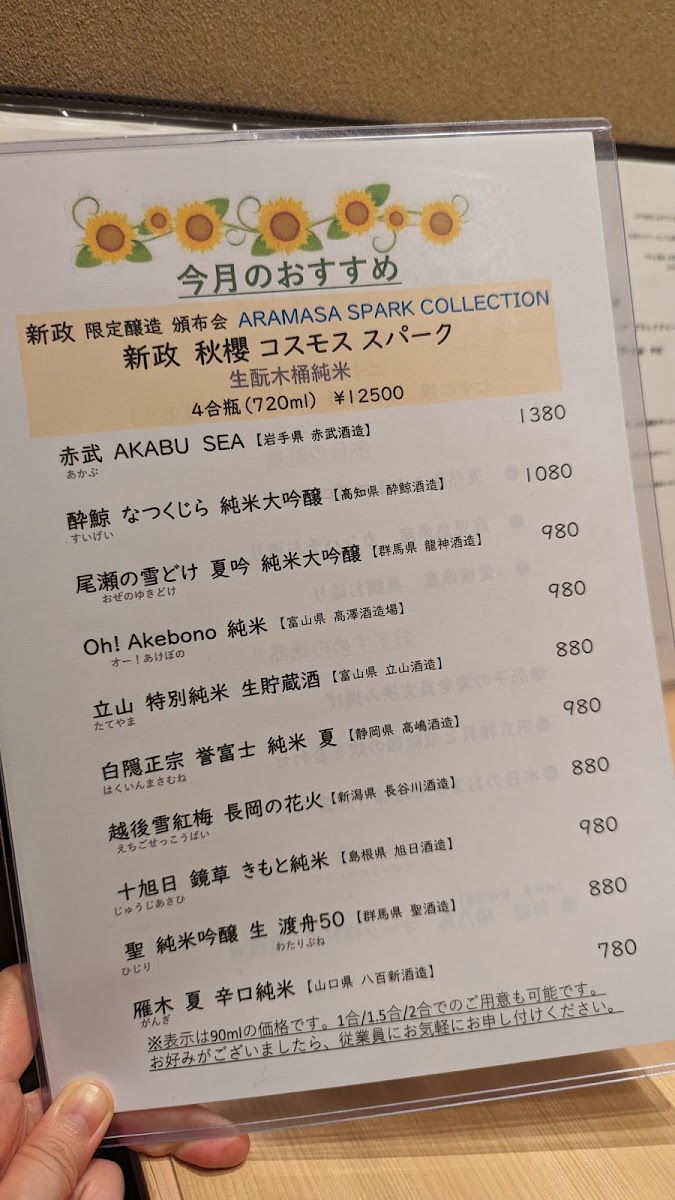 今月のおすすめ
新政 限定醸造 頒布会 ARAMASA SPARK COLLECTION
新政 秋櫻 コスモス スパーク
生酛木桶純米
4合瓶(720ml) ¥12500
赤武 AKABU SEA【岩手県 赤武酒造】 1380
あかぶ
酔鯨 なつくじら 純米大吟醸【高知県 酔鯨酒造】 1080
すいげい
尾瀬の雪どけ 夏吟 純米大吟醸【群馬県 龍神酒造】 980
おぜのゆきどけ
Oh! Akebono 純米【富山県 高澤酒造場】 980
オー!あけぼの
立山 特別純米 生貯蔵酒【富山県 立山酒造】 880
たてやま
白隠正宗 誉富士 純米 夏【静岡県 高嶋酒造】 980
はくいんまさむね
越後雪紅梅 長岡の花火【新潟県 長谷川酒造】 880
えちごせっこうばい
十旭日 鏡草 きもと純米【島根県 旭日酒造】 980
じゅうじあさひ
聖 純米吟醸 生 渡舟50【群馬県 聖酒造】 880
ひじり わたりぶね
雁木 夏 辛口純米【山口県 八百新酒造】 780
がんぎ
※表示は90mlの価格です。1合/1.5合/2合でのご用意も可能です。
お好みがございましたら、従業員にお気軽にお申し付けください。